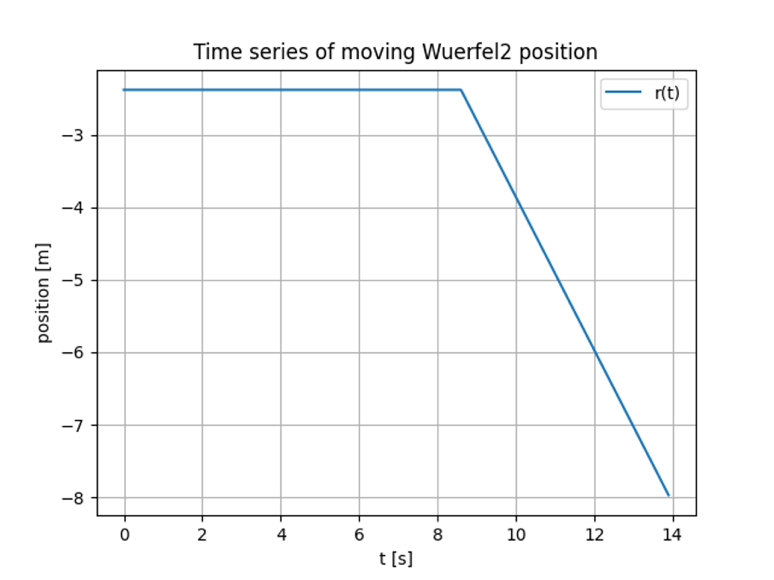 Time series of moving Wuerfel2 position
r(t)
−3
−4
−5
−6
−7
−8
position [m]
0 2 4 6 8 10 12 14
t [s]